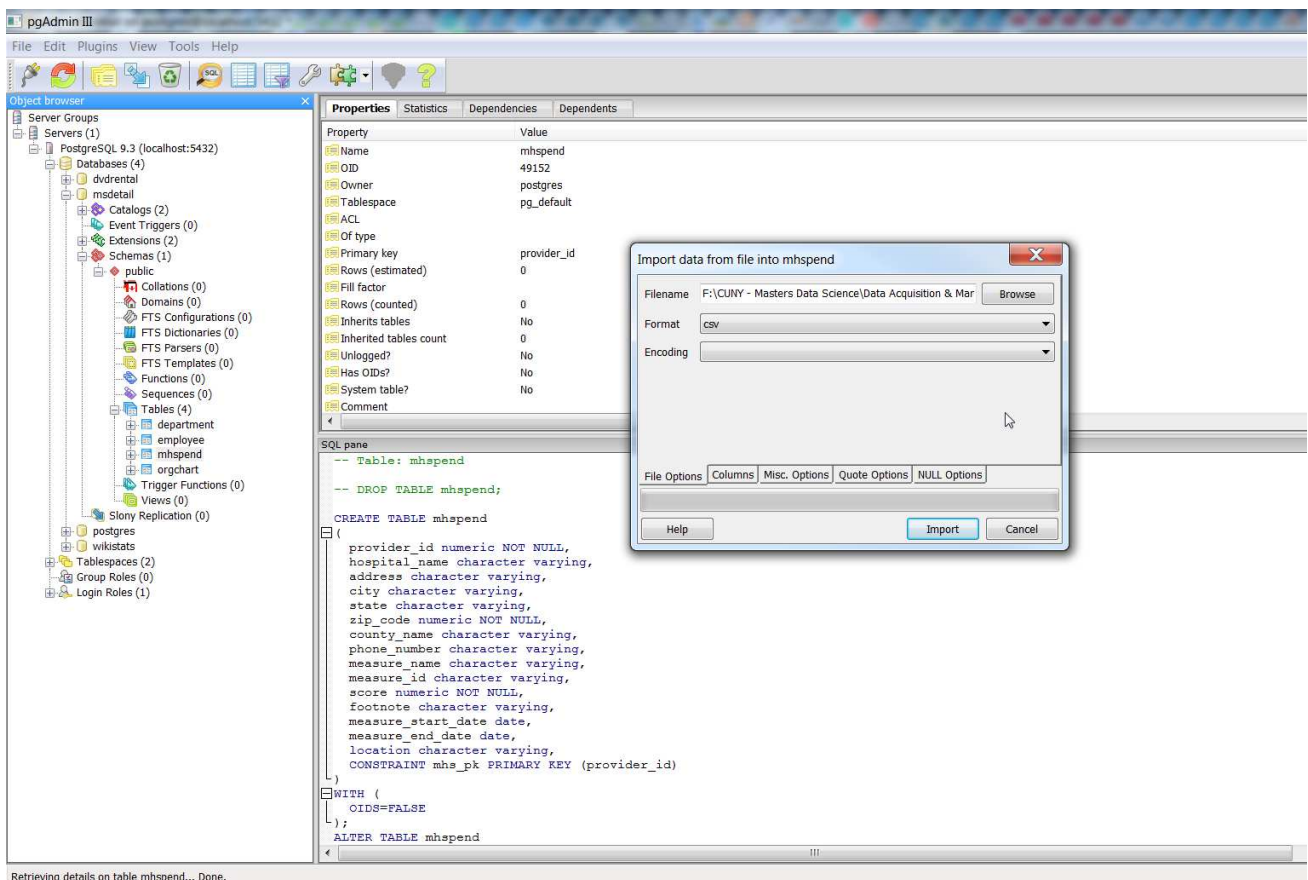 pgAdmin III
File Edit Plugins View Tools Help
SQL
Object browser
Server Groups
Servers (1)
PostgreSQL 9.3 (localhost:5432)
Databases (4)
dvdrental
msdetail
Catalogs (2)
Event Triggers (0)
Extensions (2)
Schemas (1)
public
Collations (0)
Domains (0)
FTS Configurations (0)
FTS Dictionaries (0)
FTS Parsers (0)
FTS Templates (0)
Functions (0)
Sequences (0)
Tables (4)
department
employee
mhspend
orgchart
Trigger Functions (0)
Views (0)
Slony Replication (0)
postgres
wikistats
Tablespaces (2)
Group Roles (0)
Login Roles (1)
Properties Statistics Dependencies Dependents
Property Value
Name mhspend
OID 49152
Owner postgres
Tablespace pg_default
ACL
Of type
Primary key provider_id
Rows (estimated) 0
Fill factor
Rows (counted) 0
Inherits tables No
Inherited tables count 0
Unlogged? No
Has OIDs? No
System table? No
Comment
SQL pane
-- Table: mhspend
-- DROP TABLE mhspend;
CREATE TABLE mhspend
(
provider_id numeric NOT NULL,
hospital_name character varying,
address character varying,
city character varying,
state character varying,
zip_code numeric NOT NULL,
county_name character varying,
phone_number character varying,
measure_name character varying,
measure_id character varying,
score numeric NOT NULL,
footnote character varying,
measure_start_date date,
measure_end_date date,
location character varying,
CONSTRAINT mhs_pk PRIMARY KEY (provider_id)
)
WITH (
OIDS=FALSE
);
ALTER TABLE mhspend
Import data from file into mhspend
Filename F:\CUNY - Masters Data Science\Data Acquisition & Mar Browse
Format csv
Encoding
File Options Columns Misc. Options Quote Options NULL Options
Help Import Cancel
Retrieving details on table mhspend... Done.